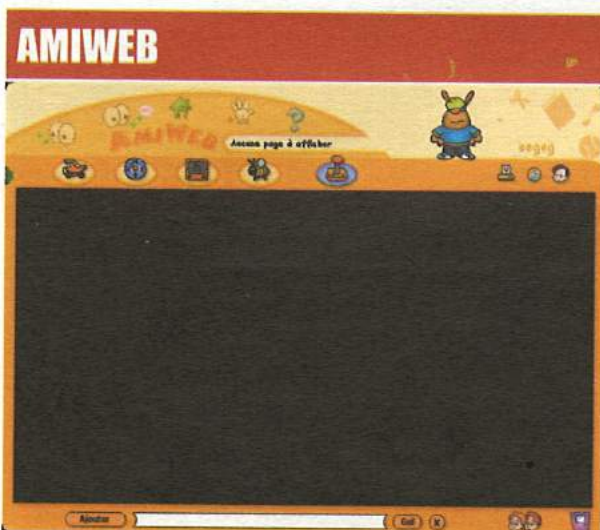 AMIWEB
AMIWEB
Aucune page à afficher
Ajouter
Go!
X